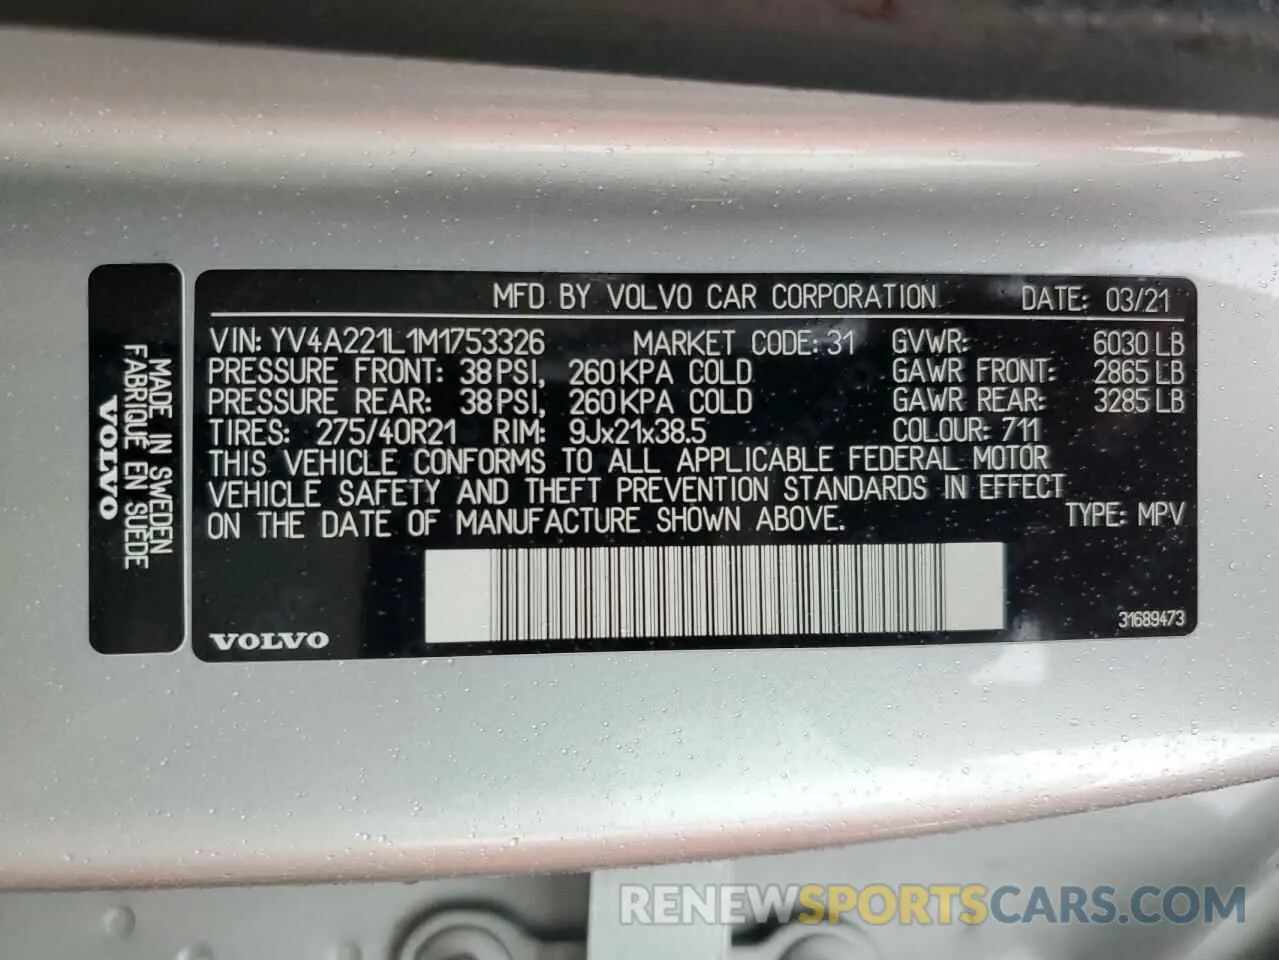 MADE IN SWEDEN
FABRIQUÉ EN SUÈDE
VOLVO
MFD BY VOLVO CAR CORPORATION DATE: 03/21
VIN: YV4A221L1M1753326 MARKET CODE: 31 GVWR: 6030 LB
PRESSURE FRONT: 38 PSI, 260 KPA COLD GAWR FRONT: 2865 LB
PRESSURE REAR: 38 PSI, 260 KPA COLD GAWR REAR: 3285 LB
TIRES: 275/40R21 RIM: 9Jx21x38.5 COLOUR: 711
THIS VEHICLE CONFORMS TO ALL APPLICABLE FEDERAL MOTOR
VEHICLE SAFETY AND THEFT PREVENTION STANDARDS IN EFFECT
ON THE DATE OF MANUFACTURE SHOWN ABOVE. TYPE: MPV
VOLVO 31689473
RENEWSPORTSCARS.COM